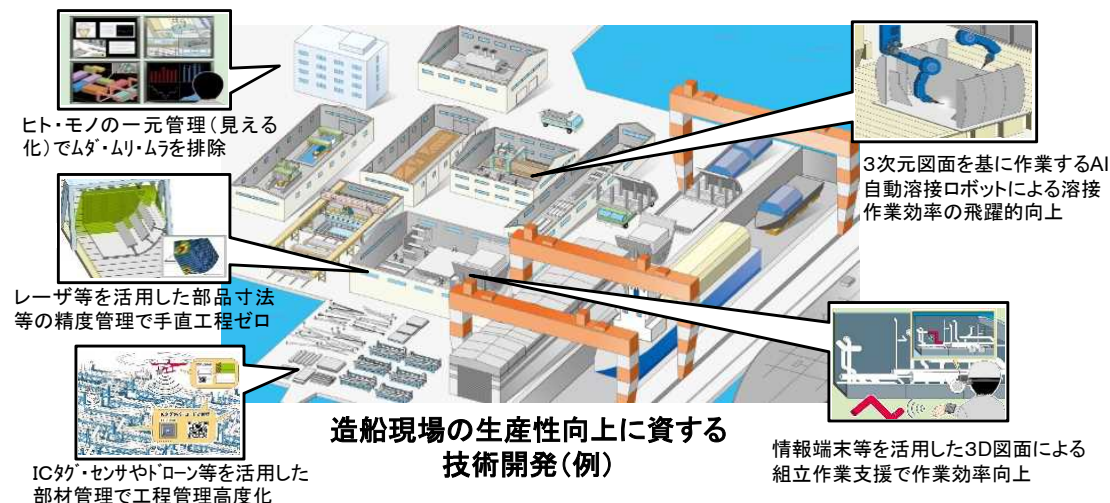 ヒト・モノの一元管理(見える
化)でﾑﾀﾞ・ﾑﾘ・ﾑﾗを排除
3次元図面を基に作業するAI
自動溶接ロボットによる溶接
作業効率の飛躍的向上
レーザ等を活用した部品寸法
等の精度管理で手直工程ゼロ
ICﾀｸﾞ・ｾﾝｻやﾄﾞﾛｰﾝ等を活用した
部材管理で工程管理高度化
造船現場の生産性向上に資する
技術開発(例)
情報端末等を活用した3D図面による
組立作業支援で作業効率向上